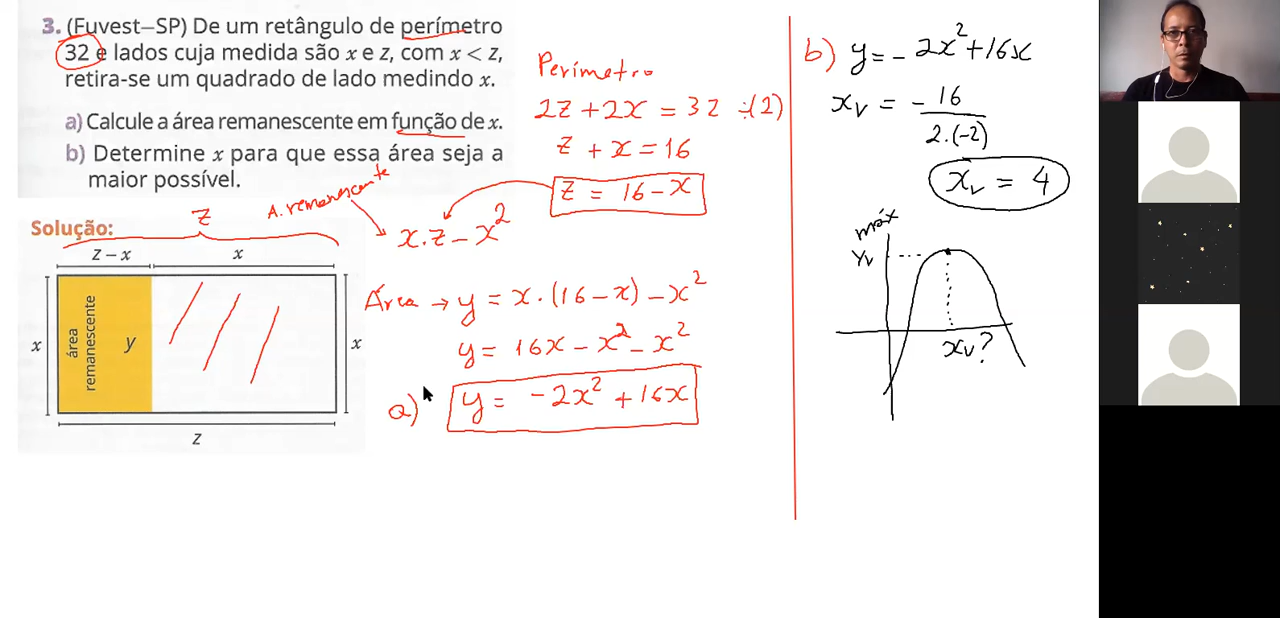 3. (Fuvest–SP) De um retângulo de perímetro
32 e lados cuja medida são x e z, com x < z,
retira-se um quadrado de lado medindo x.
a) Calcule a área remanescente em função de x.
b) Determine x para que essa área seja a
maior possível.
Solução:
z
z – x
x
x
área
remanescente
y
x
z
A. remanescente
x.z – x²
Perímetro
2z + 2x = 32 ÷(2)
z + x = 16
z = 16 – x
Área → y = x · (16 – x) – x²
y = 16x – x² – x²
a) y = -2x² + 16x
b) y = -2x² + 16x
xv = - 16
2.(-2)
xv = 4
máx
Yv
xv?